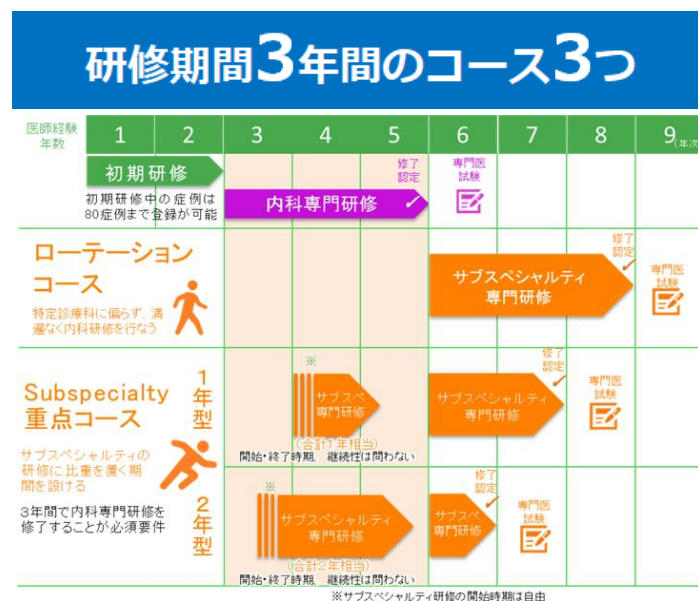 研修期間3年間のコース3つ
医師経験
年数
1 2 3 4 5 6 7 8 9(年次)
初期研修
初期研修中の症例は
80症例まで登録が可能
内科専門研修
修了
認定
専門医
試験
ローテーション
コース
特定診療科に偏らず、満
遍なく内科研修を行なう
サブスペシャルティ
専門研修
修了
認定
専門医
試験
Subspecialty
重点コース
サブスペシャルティの
研修に比重を置く期
間を設ける
3年間で内科専門研修を
修了することが必須要件
1年型
※
サブスペ
専門研修
(合計1年相当)
開始・終了時期、継続性は問わない
サブスペシャルティ
専門研修
修了
認定
専門医
試験
2年型
※
サブスペシャルティ
専門研修
(合計2年相当)
開始・終了時期、継続性は問わない
サブスペ
専門研修
修了
認定
専門医
試験
※サブスペシャルティ研修の開始時期は自由